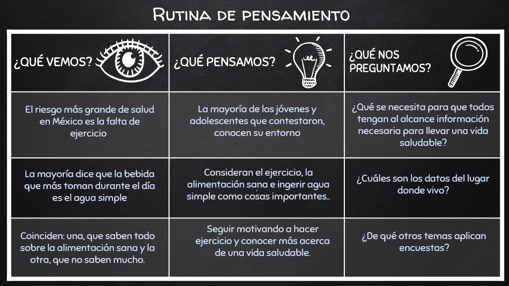 Rutina de pensamiento
¿QUÉ VEMOS?
¿QUÉ PENSAMOS?
¿QUÉ NOS
PREGUNTAMOS?
El riesgo más grande de salud
en México es la falta de
ejercicio
La mayoría de los jóvenes y
adolescentes que contestaron,
conocen su entorno
¿Qué se necesita para que todos
tengan al alcance información
necesaria para llevar una vida
saludable?
La mayoría dice que la bebida
que más toman durante el día
es el agua simple
Consideran el ejercicio, la
alimentación sana e ingerir agua
simple como cosas importantes..
¿Cuáles son los datos del lugar
donde vivo?
Coinciden: una, que saben todo
sobre la alimentación sana y la
otra, que no saben mucho.
Seguir motivando a hacer
ejercicio y conocer más acerca
de una vida saludable.
¿De qué otros temas aplican
encuestas?